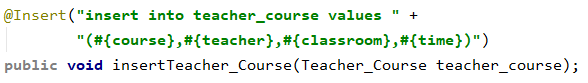 @Insert("insert into teacher_course values " +
"(#{course},#{teacher},#{classroom},#{time})")
public void insertTeacher_Course(Teacher_Course teacher_course);